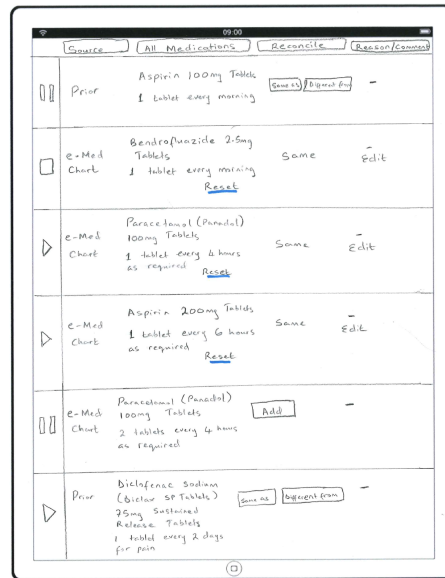 09:00
Source All Medications Reconcile Reason/Comment
Prior
Aspirin 100mg Tablets
1 tablet every morning
Same as Different from
-
e-Med
Chart
Bendrofluazide 2.5mg
Tablets
1 tablet every morning
Reset
Same
-
Edit
e-Med
Chart
Paracetamol (Panadol)
100mg Tablets
1 tablet every 4 hours
as required Reset
Same
-
Edit
e-Med
Chart
Aspirin 200mg Tablets
1 tablet every 6 hours
as required
Reset
Same
-
Edit
e-Med
Chart
Paracetamol (Panadol)
100mg Tablets
2 tablets every 4 hours
as required
Add
-
Prior
Diclofenac Sodium
(Diclax SP Tablets)
75mg Sustained
Release Tablets
1 tablet every 2 days
for pain
Same as Different from
-